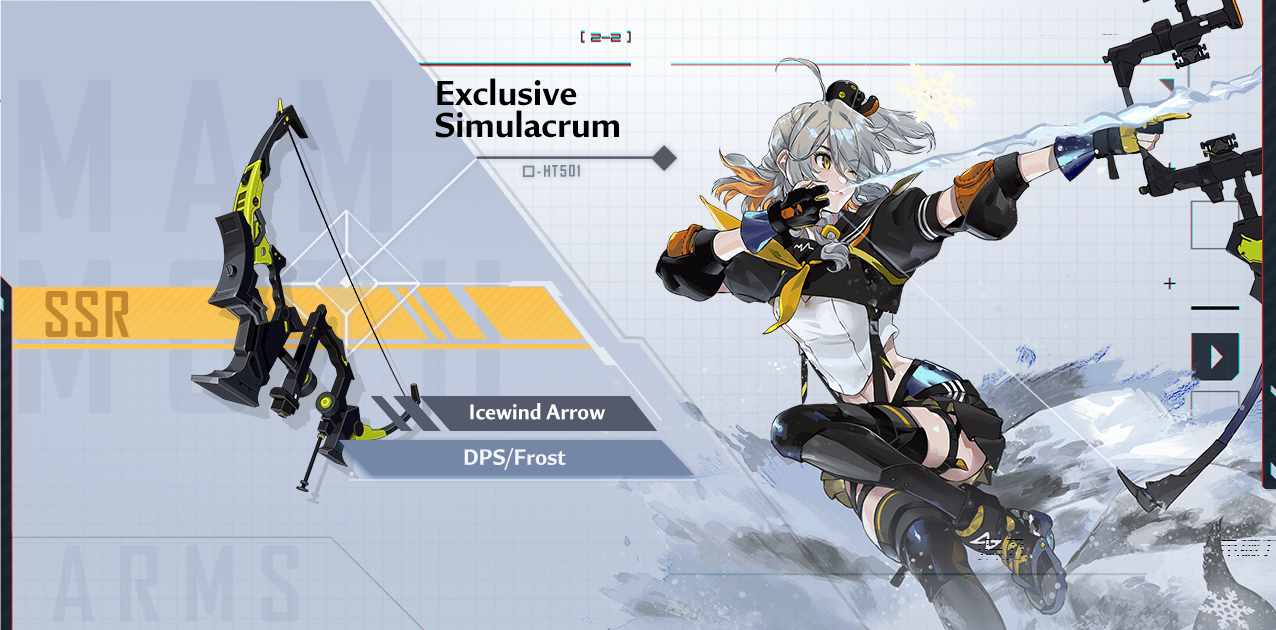 [ 2-2 ]
Exclusive
Simulacrum
-HT501
SSR
Icewind Arrow
DPS/Frost
ARMS